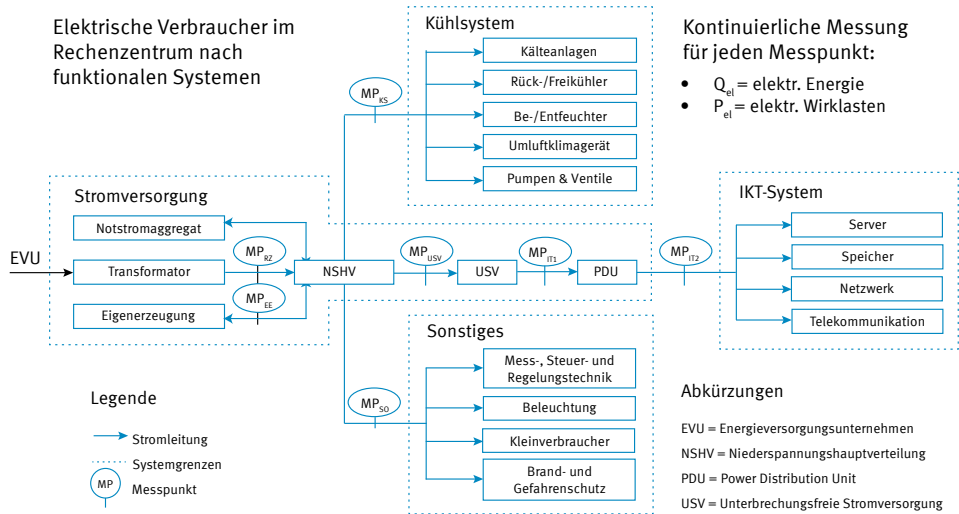 Elektrische Verbraucher im
Rechenzentrum nach
funktionalen Systemen
Kühlsystem
Kälteanlagen
Rück-/Freikühler
Be-/Entfeuchter
Umluftklimagerät
Pumpen & Ventile
MP_KS
Kontinuierliche Messung
für jeden Messpunkt:
• Q_el = elektr. Energie
• P_el = elektr. Wirklasten
Stromversorgung
Notstromaggregat
EVU
Transformator
MP_RZ
NSHV
MP_USV
USV
MP_IT1
PDU
MP_IT2
MP_EE
Eigenerzeugung
IKT-System
Server
Speicher
Netzwerk
Telekommunikation
Sonstiges
Mess-, Steuer- und
Regelungstechnik
Beleuchtung
Kleinverbraucher
Brand- und
Gefahrenschutz
MP_SO
Legende
Stromleitung
Systemgrenzen
MP
Messpunkt
Abkürzungen
EVU = Energieversorgungsunternehmen
NSHV = Niederspannungshauptverteilung
PDU = Power Distribution Unit
USV = Unterbrechungsfreie Stromversorgung